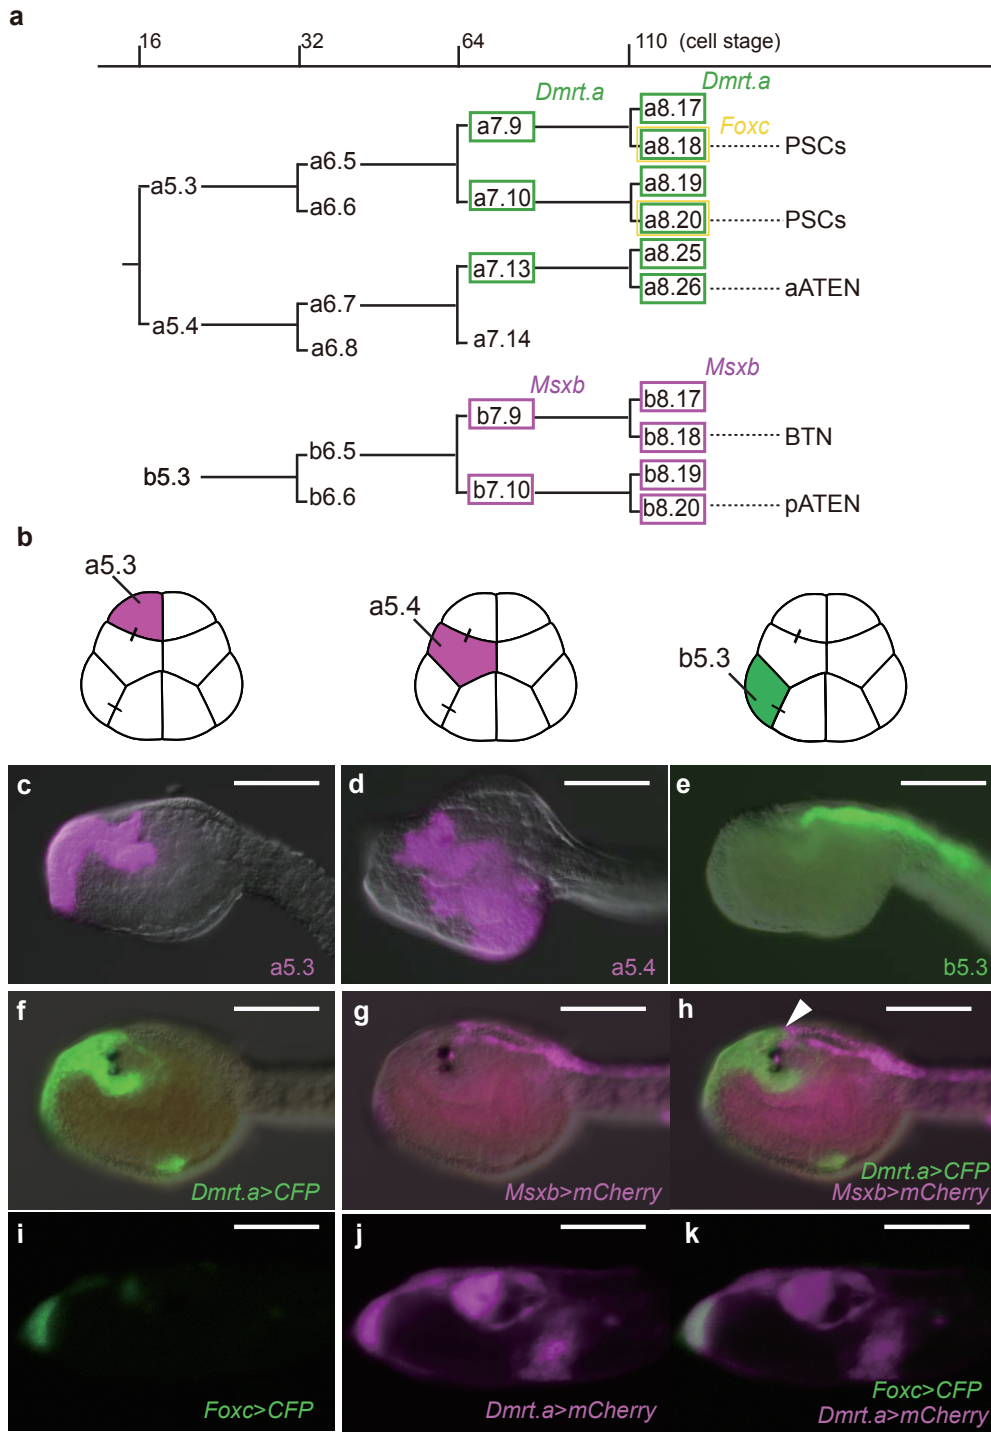 a
16 32 64 110 (cell stage)
Dmrt.a Dmrt.a
a7.9 a8.17
Foxc
a8.18 PSCs
a6.5
a5.3
a6.6
a7.10 a8.19
a8.20 PSCs
a7.13 a8.25
a8.26 aATEN
a6.7
a5.4
a6.8
a7.14
Msxb Msxb
b7.9 b8.17
b8.18 BTN
b6.5
b5.3
b6.6
b7.10 b8.19
b8.20 pATEN
b
a5.3
a5.4
b5.3
c
a5.3
d
a5.4
e
b5.3
f
Dmrt.a>CFP
g
Msxb>mCherry
h
Dmrt.a>CFP
Msxb>mCherry
i
Foxc>CFP
j
Dmrt.a>mCherry
k
Foxc>CFP
Dmrt.a>mCherry